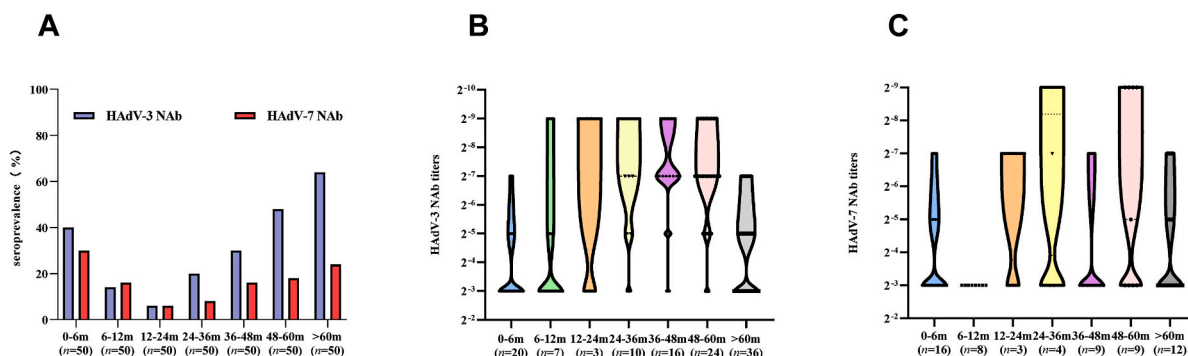 A
seroprevalence ( %)
100
80
60
40
20
0
HAdV-3 NAb
HAdV-7 NAb
0-6m 6-12m 12-24m 24-36m 36-48m 48-60m >60m
(n=50) (n=50) (n=50) (n=50) (n=50) (n=50) (n=50)
B
HAdV-3 NAb titers
2-10
2-9
2-8
2-7
2-6
2-5
2-4
2-3
2-2
0-6m 6-12m 12-24m 24-36m 36-48m 48-60m >60m
(n=20) (n=7) (n=3) (n=10) (n=16) (n=24) (n=36)
C
HAdV-7 NAb titers
2-9
2-8
2-7
2-6
2-5
2-4
2-3
2-2
0-6m 6-12m 12-24m 24-36m 36-48m 48-60m >60m
(n=16) (n=8) (n=3) (n=4) (n=9) (n=9) (n=12)